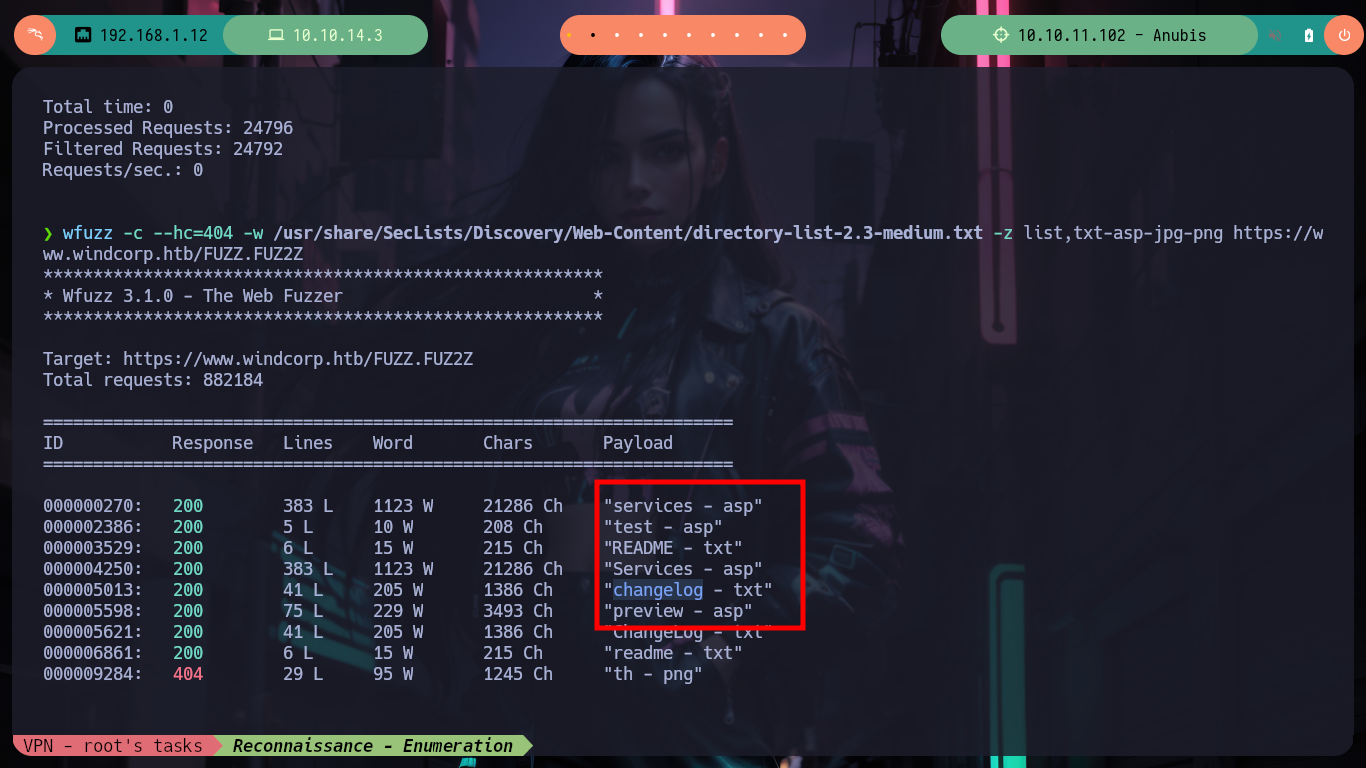 192.168.1.12 10.10.14.3 10.10.11.102 - Anubis
Total time: 0
Processed Requests: 24796
Filtered Requests: 24792
Requests/sec.: 0
❯ wfuzz -c --hc=404 -w /usr/share/SecLists/Discovery/Web-Content/directory-list-2.3-medium.txt -z list,txt-asp-jpg-png https://w
ww.windcorp.htb/FUZZ.FUZ2Z
********************************************************
* Wfuzz 3.1.0 - The Web Fuzzer                         *
********************************************************
Target: https://www.windcorp.htb/FUZZ.FUZ2Z
Total requests: 882184
=====================================================================
ID           Response   Lines    Word       Chars       Payload
=====================================================================
000000270:   200        383 L    1123 W     21286 Ch    "services - asp"
000002386:   200        5 L      10 W       208 Ch      "test - asp"
000003529:   200        6 L      15 W       215 Ch      "README - txt"
000004250:   200        383 L    1123 W     21286 Ch    "Services - asp"
000005013:   200        41 L     205 W      1386 Ch     "changelog - txt"
000005598:   200        75 L     229 W      3493 Ch     "preview - asp"
000005621:   200        41 L     205 W      1386 Ch     "ChangeLog - txt"
000006861:   200        6 L      15 W       215 Ch      "readme - txt"
000009284:   404        29 L     95 W       1245 Ch     "th - png"
VPN - root's tasks Reconnaissance - Enumeration